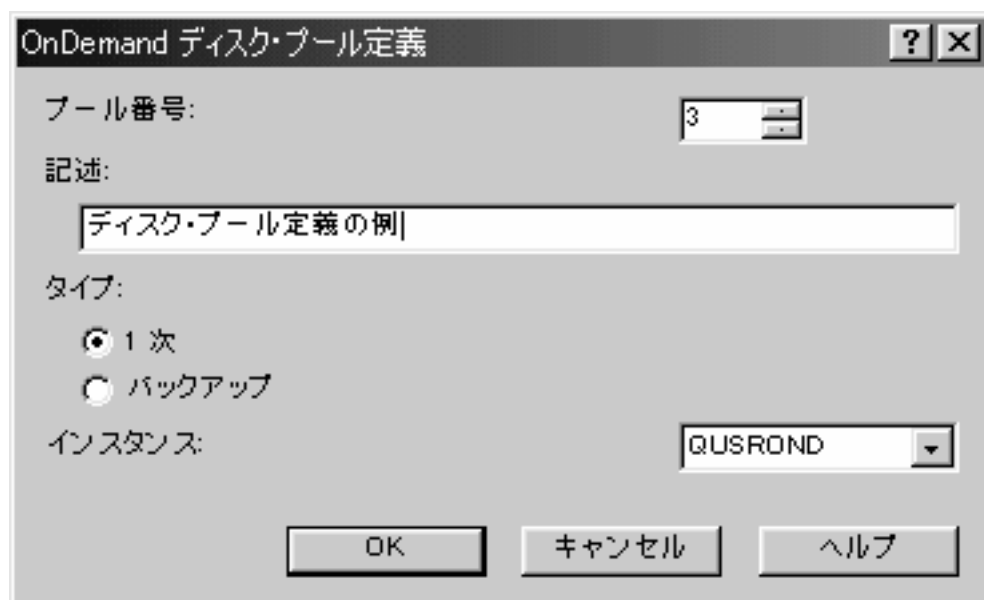 OnDemand ディスク・プール定義
プール番号:
3
記述:
ディスク・プール定義の例
タイプ:
1 次
バックアップ
インスタンス:
QUSROND
OK キャンセル ヘルプ